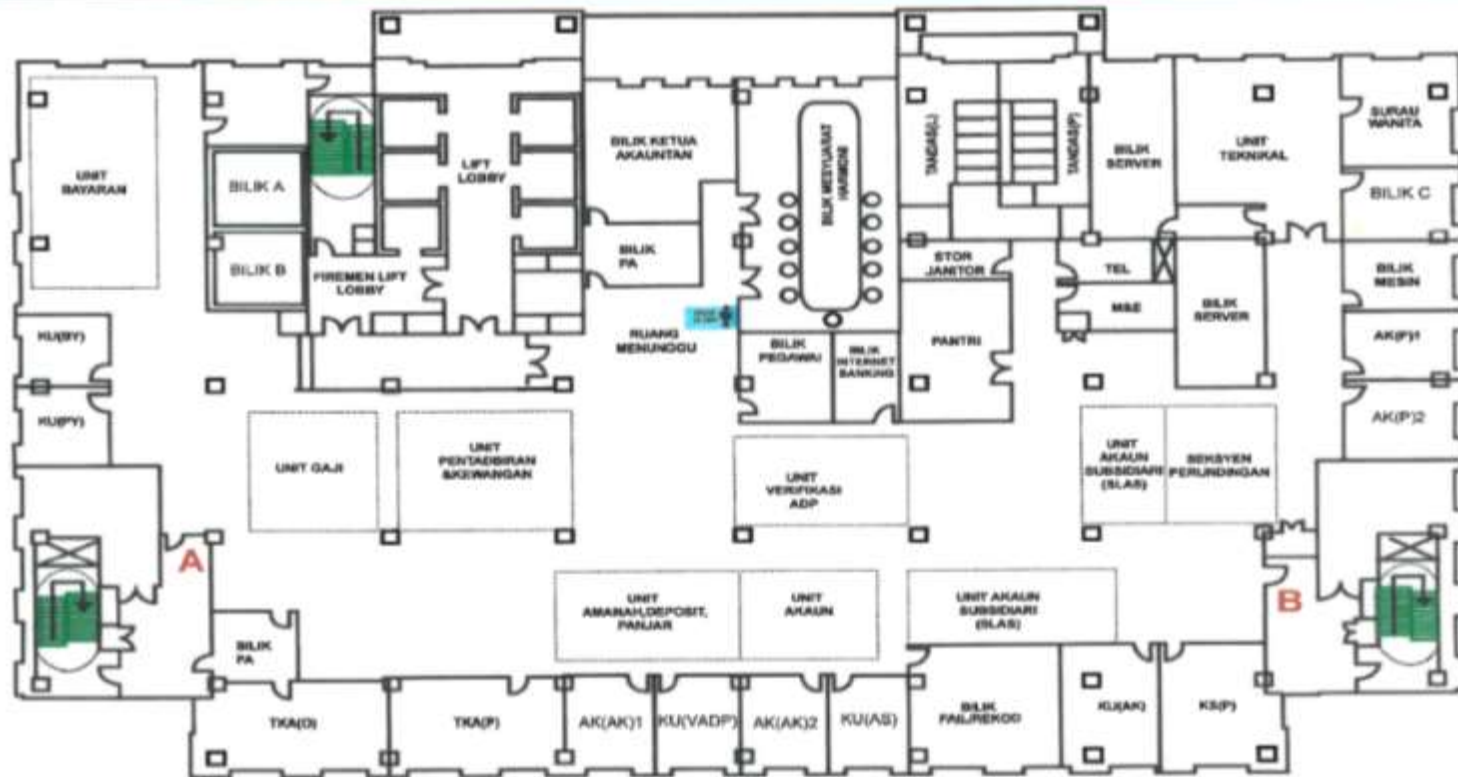 UNIT
BAYARAN
BILIK A
BILIK B
LIFT
LOBBY
FIREMEN LIFT
LOBBY
BILIK KETUA
AKAUNTAN
BILIK
PA
RUANG
MENUNGGU
BILIK MESYUARAT
HARMONI
BILIK
PEGAWAI
BILIK
INTERNET
BANKING
TANDAS(L)
TANDAS(P)
STOR
JANITOR
PANTRI
BILIK
SERVER
TEL
M&E
UNIT
TEKNIKAL
BILIK
SERVER
SURAU
WANITA
BILIK C
BILIK
MESIN
AK(P)1
AK(P)2
KU(BY)
KU(PY)
UNIT GAJI
UNIT
PENTADBIRAN
&KEWANGAN
UNIT
VERIFIKASI
ADP
UNIT
AKAUN
SUBSIDIARI
(SLAS)
SEKSYEN
PERUNDINGAN
A
B
UNIT
AMANAH,DEPOSIT,
PANJAR
UNIT
AKAUN
UNIT AKAUN
SUBSIDIARI
(SLAS)
BILIK
PA
TKA(O)
TKA(P)
AK(AK)1
KU(VADP)
AK(AK)2
KU(AS)
BILIK
FAIL/REKOD
KU(AK)
KS(P)